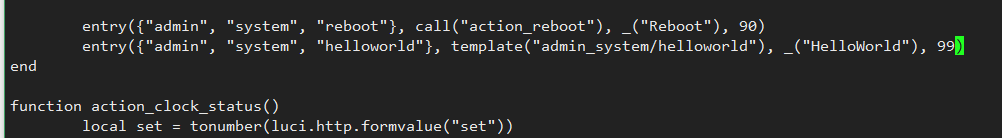 entry({"admin", "system", "reboot"}, call("action_reboot"), _("Reboot"), 90)
entry({"admin", "system", "helloworld"}, template("admin_system/helloworld"), _("HelloWorld"), 99)
end
function action_clock_status()
local set = tonumber(luci.http.formvalue("set"))